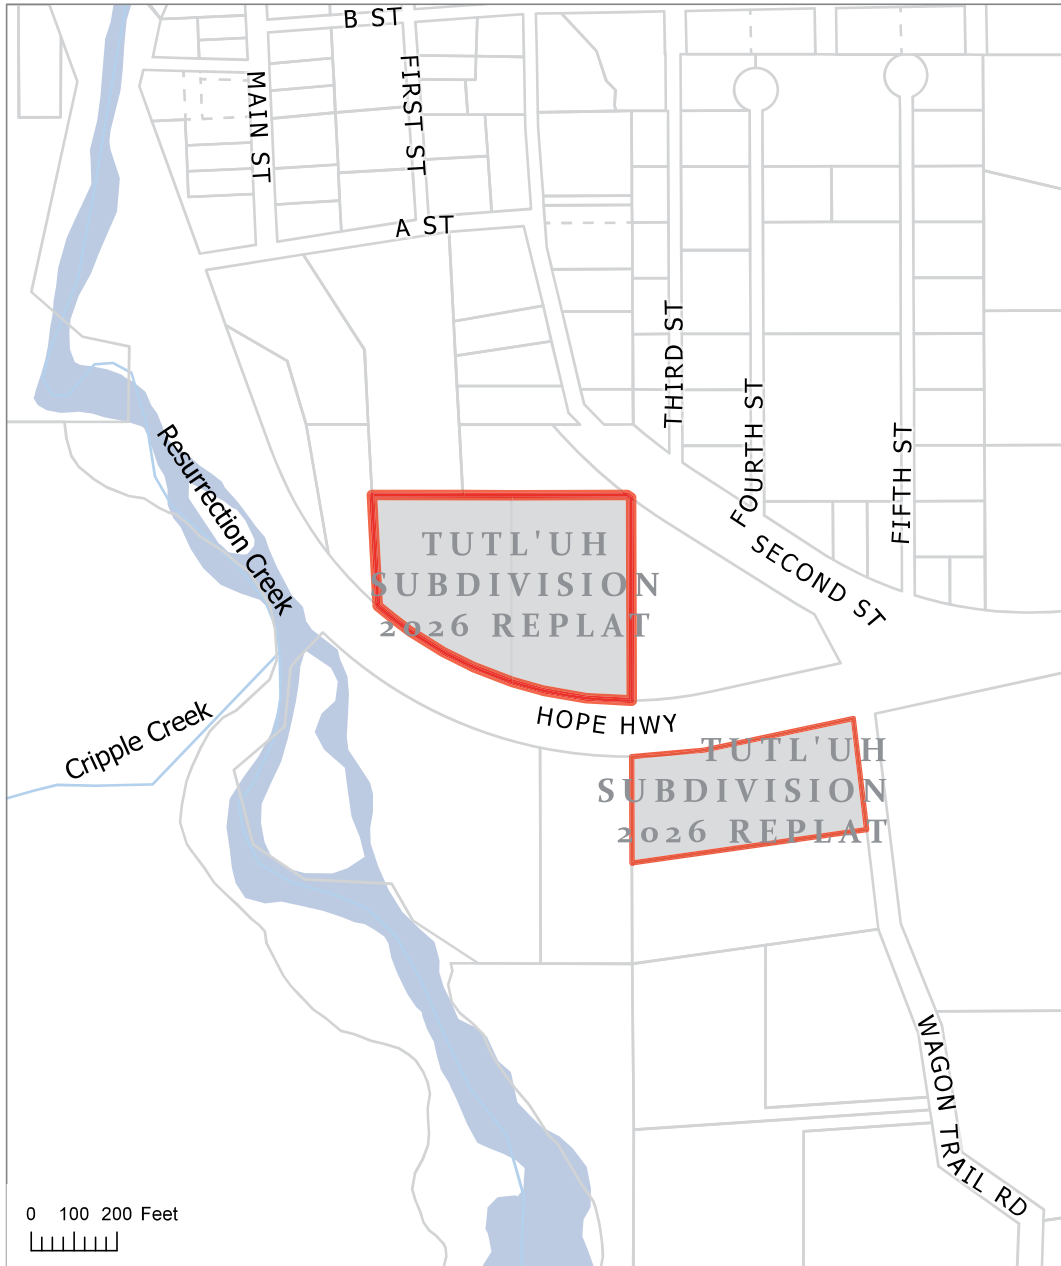 B ST
MAIN ST
FIRST ST
A ST
THIRD ST
FOURTH ST
FIFTH ST
SECOND ST
Resurrection Creek
TUTL'UH
SUBDIVISION
2026 REPLAT
HOPE HWY
Cripple Creek
TUTL'UH
SUBDIVISION
2026 REPLAT
WAGON TRAIL RD
0 100 200 Feet